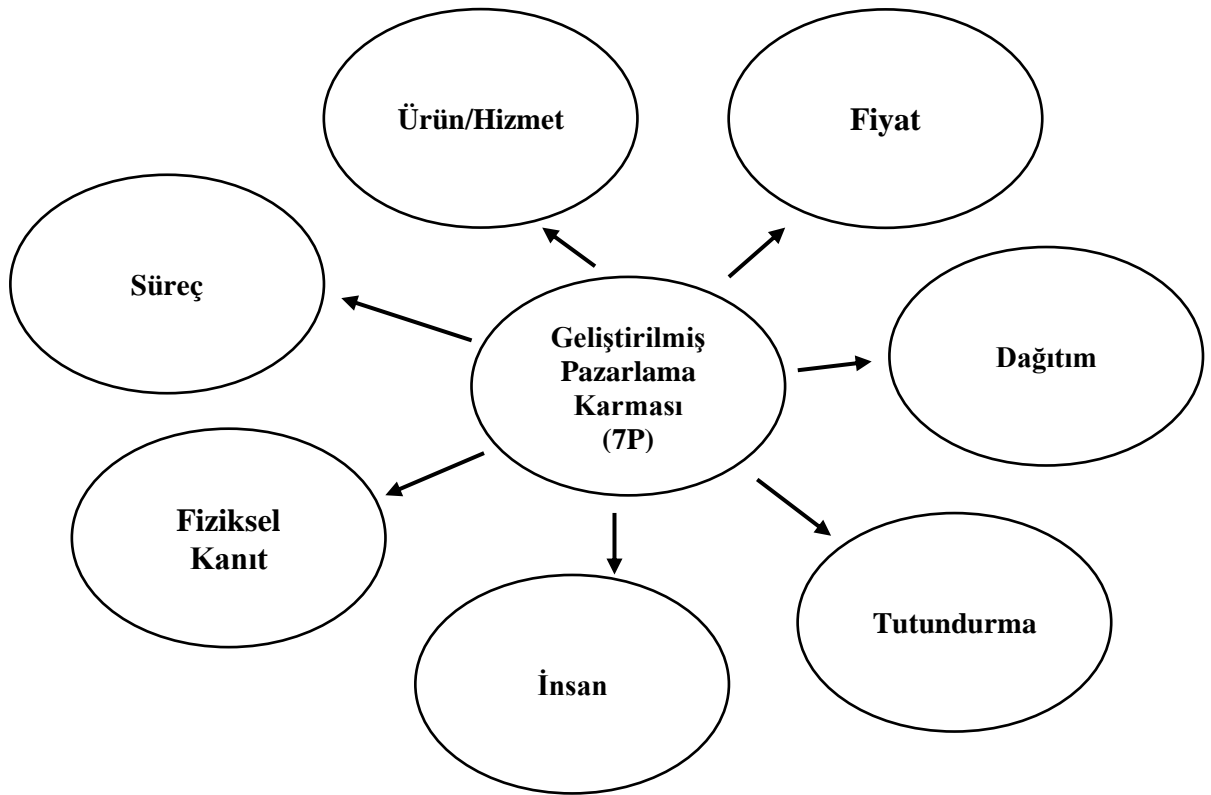 Ürün/Hizmet
Fiyat
Süreç
Geliştirilmiş
Pazarlama
Karması
(7P)
Dağıtım
Fiziksel
Kanıt
Tutundurma
İnsan